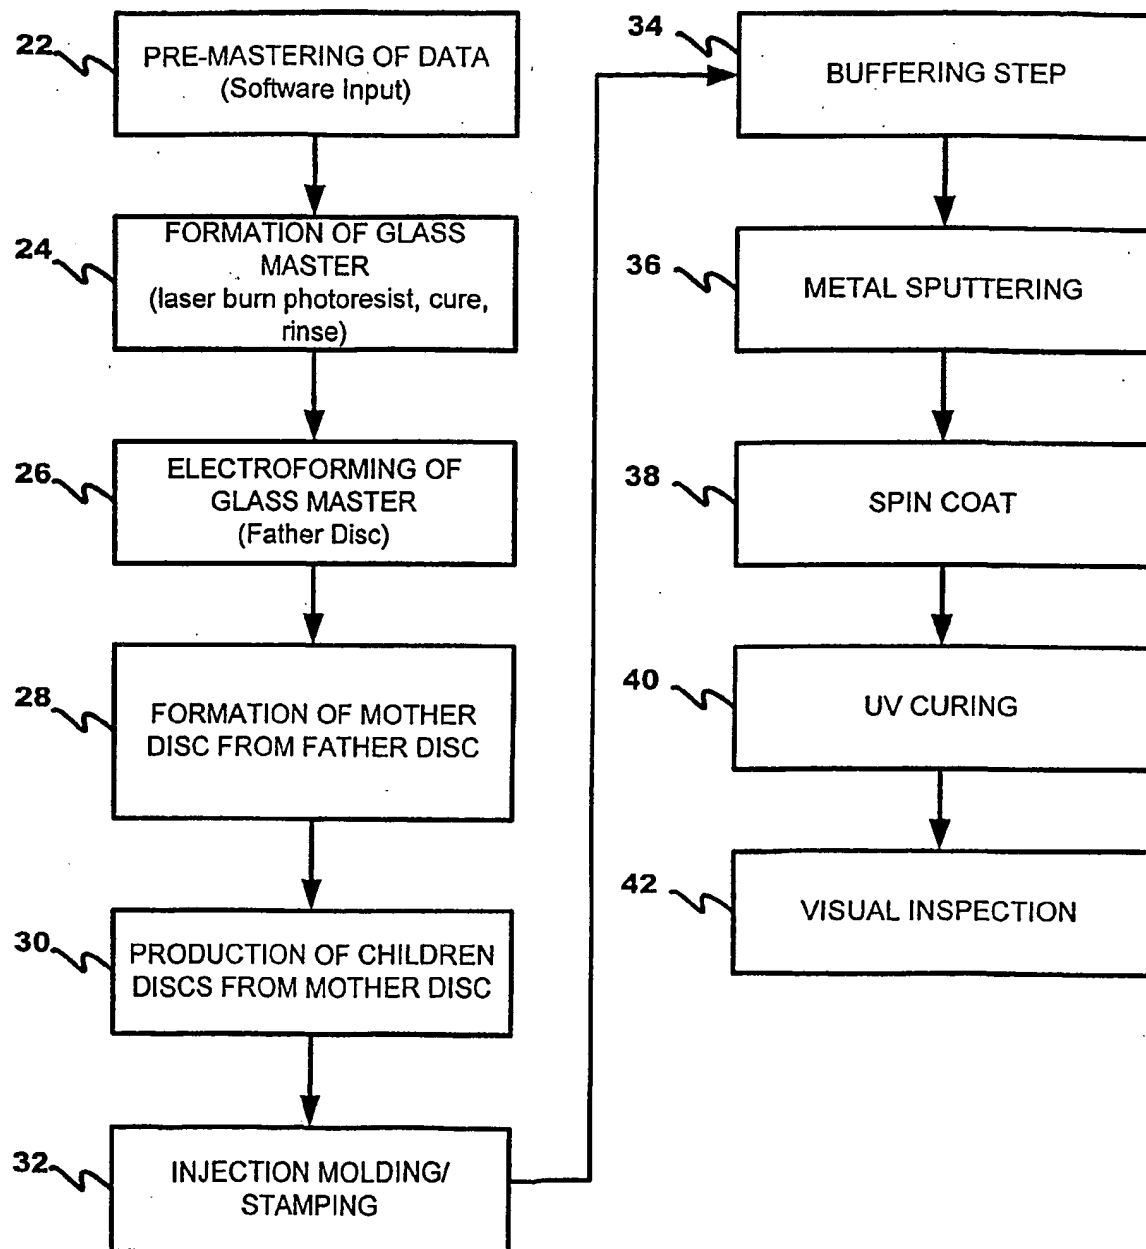 22
PRE-MASTERING OF DATA
(Software Input)
24
FORMATION OF GLASS
MASTER
(laser burn photoresist, cure,
rinse)
26
ELECTROFORMING OF
GLASS MASTER
(Father Disc)
28
FORMATION OF MOTHER
DISC FROM FATHER DISC
30
PRODUCTION OF CHILDREN
DISCS FROM MOTHER DISC
32
INJECTION MOLDING/
STAMPING
34
BUFFERING STEP
36
METAL SPUTTERING
38
SPIN COAT
40
UV CURING
42
VISUAL INSPECTION